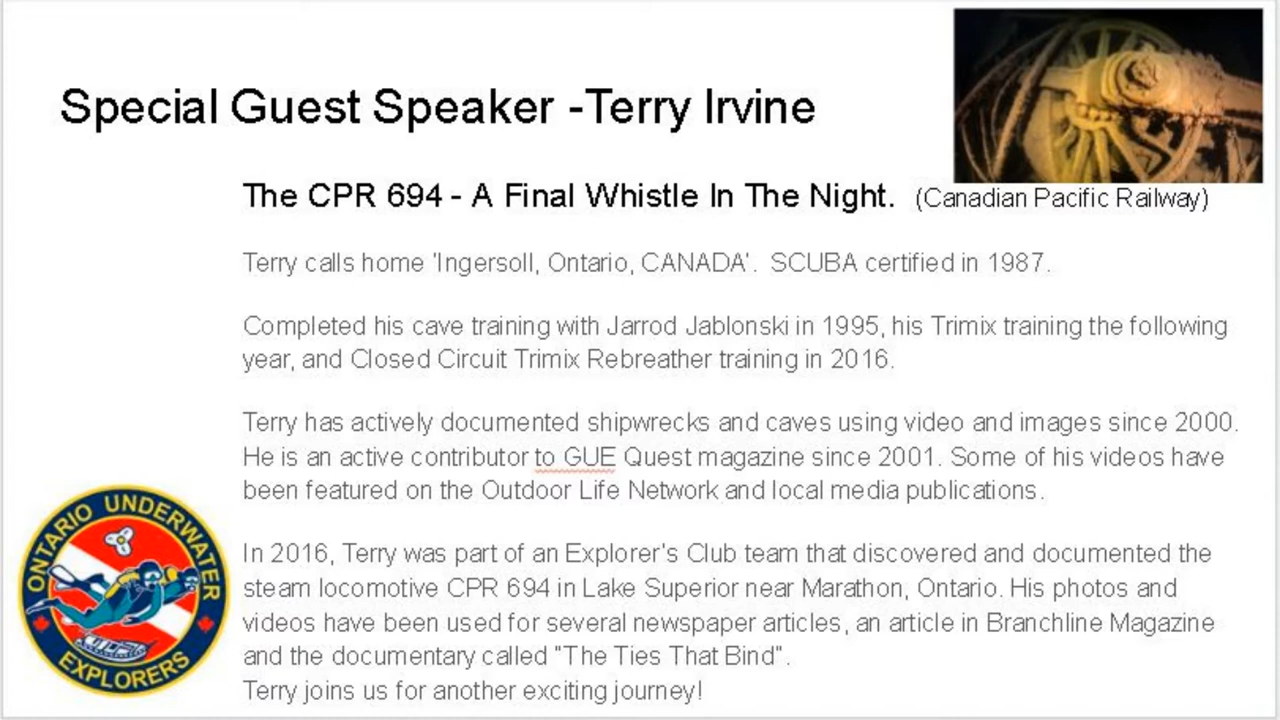 Special Guest Speaker -Terry Irvine
The CPR 694 - A Final Whistle In The Night. (Canadian Pacific Railway)
Terry calls home 'Ingersoll, Ontario, CANADA'. SCUBA certified in 1987.
Completed his cave training with Jarrod Jablonski in 1995, his Trimix training the following
year, and Closed Circuit Trimix Rebreather training in 2016.
Terry has actively documented shipwrecks and caves using video and images since 2000.
He is an active contributor to GUE Quest magazine since 2001. Some of his videos have
been featured on the Outdoor Life Network and local media publications.
In 2016, Terry was part of an Explorer's Club team that discovered and documented the
steam locomotive CPR 694 in Lake Superior near Marathon, Ontario. His photos and
videos have been used for several newspaper articles, an article in Branchline Magazine
and the documentary called "The Ties That Bind".
Terry joins us for another exciting journey!
ONTARIO UNDERWATER
EXPLORERS